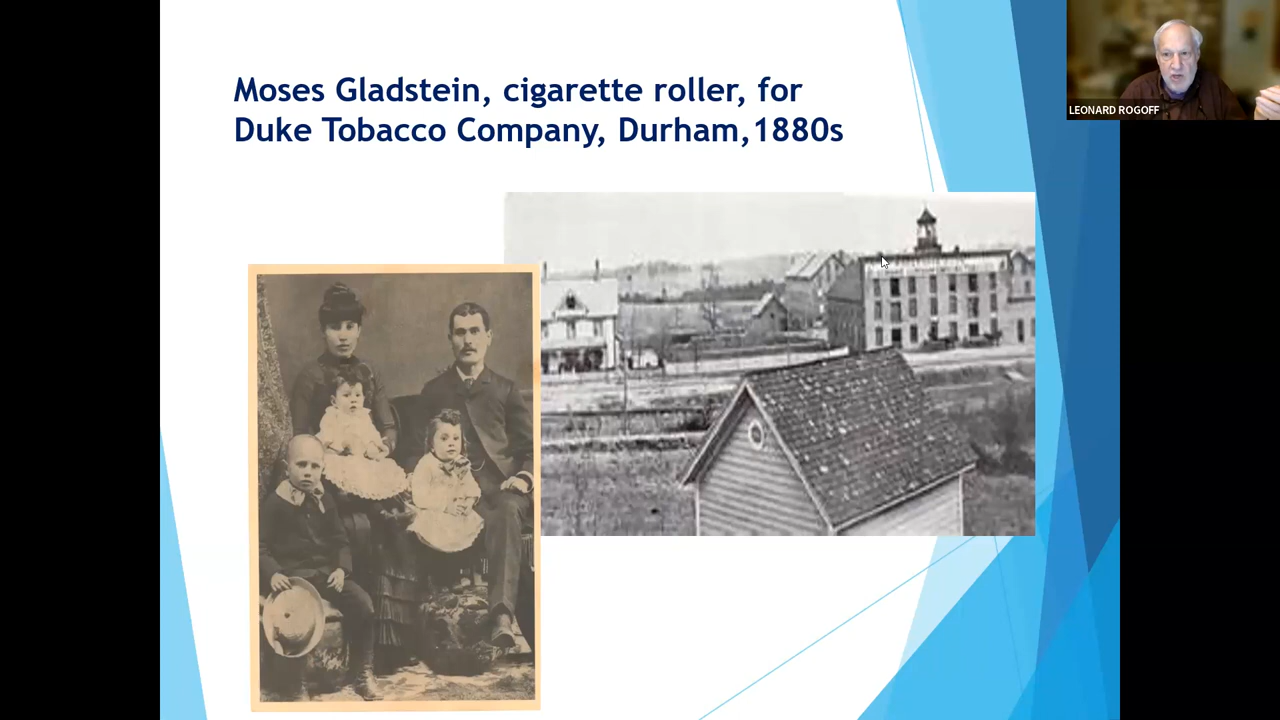 Moses Gladstein, cigarette roller, for
Duke Tobacco Company, Durham,1880s
LEONARD ROGOFF